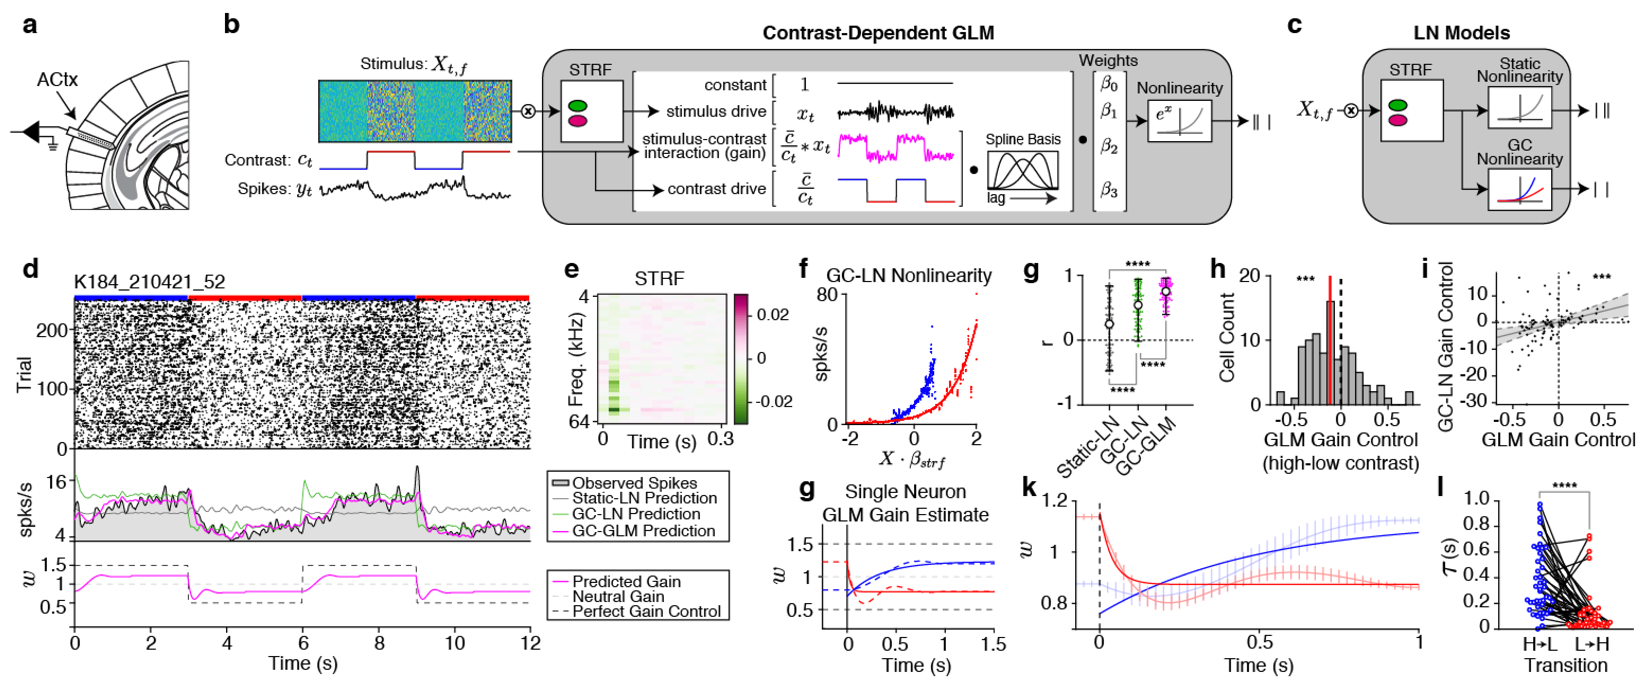 a
ACtx
b
Contrast-Dependent GLM
Stimulus: X_{t,f}
Contrast: c_t
Spikes: y_t
STRF
constant
1
stimulus drive
x_t
stimulus-contrast
interaction (gain)
c̄/c_t * x_t
contrast drive
c̄/c_t
Spline Basis
lag
Weights
β_0
β_1
β_2
β_3
Nonlinearity
e^x
c
LN Models
X_{t,f}
STRF
Static
Nonlinearity
GC
Nonlinearity
d
K184_210421_52
Trial
200
100
0
spks/s
16
4
w
1.5
1
0.5
0 2 4 6 8 10 12
Time (s)
e
STRF
Freq. (kHz)
4
64
0 0.3
Time (s)
0.02
0
-0.02
Observed Spikes
Static-LN Prediction
GC-LN Prediction
GC-GLM Prediction
Predicted Gain
Neutral Gain
Perfect Gain Control
f
GC-LN Nonlinearity
spks/s
80
0
-2 0 2
X · β_{strf}
g
****
r
1
0
-1
****
****
Static-LN
GC-LN
GC-GLM
h
***
Cell Count
20
10
0
-0.5 0 0.5
GLM Gain Control
(high-low contrast)
i
***
GC-LN Gain Control
10
0
-10
-20
-30
-0.5 0 0.5
GLM Gain Control
g
Single Neuron
GLM Gain Estimate
w
1.5
1
0.5
0 0.5 1 1.5
Time (s)
k
w
1.2
1
0.8
0 0.5 1
Time (s)
l
****
τ (s)
1.0
0.8
0.6
0.4
0.2
0
H→L L→H
Transition